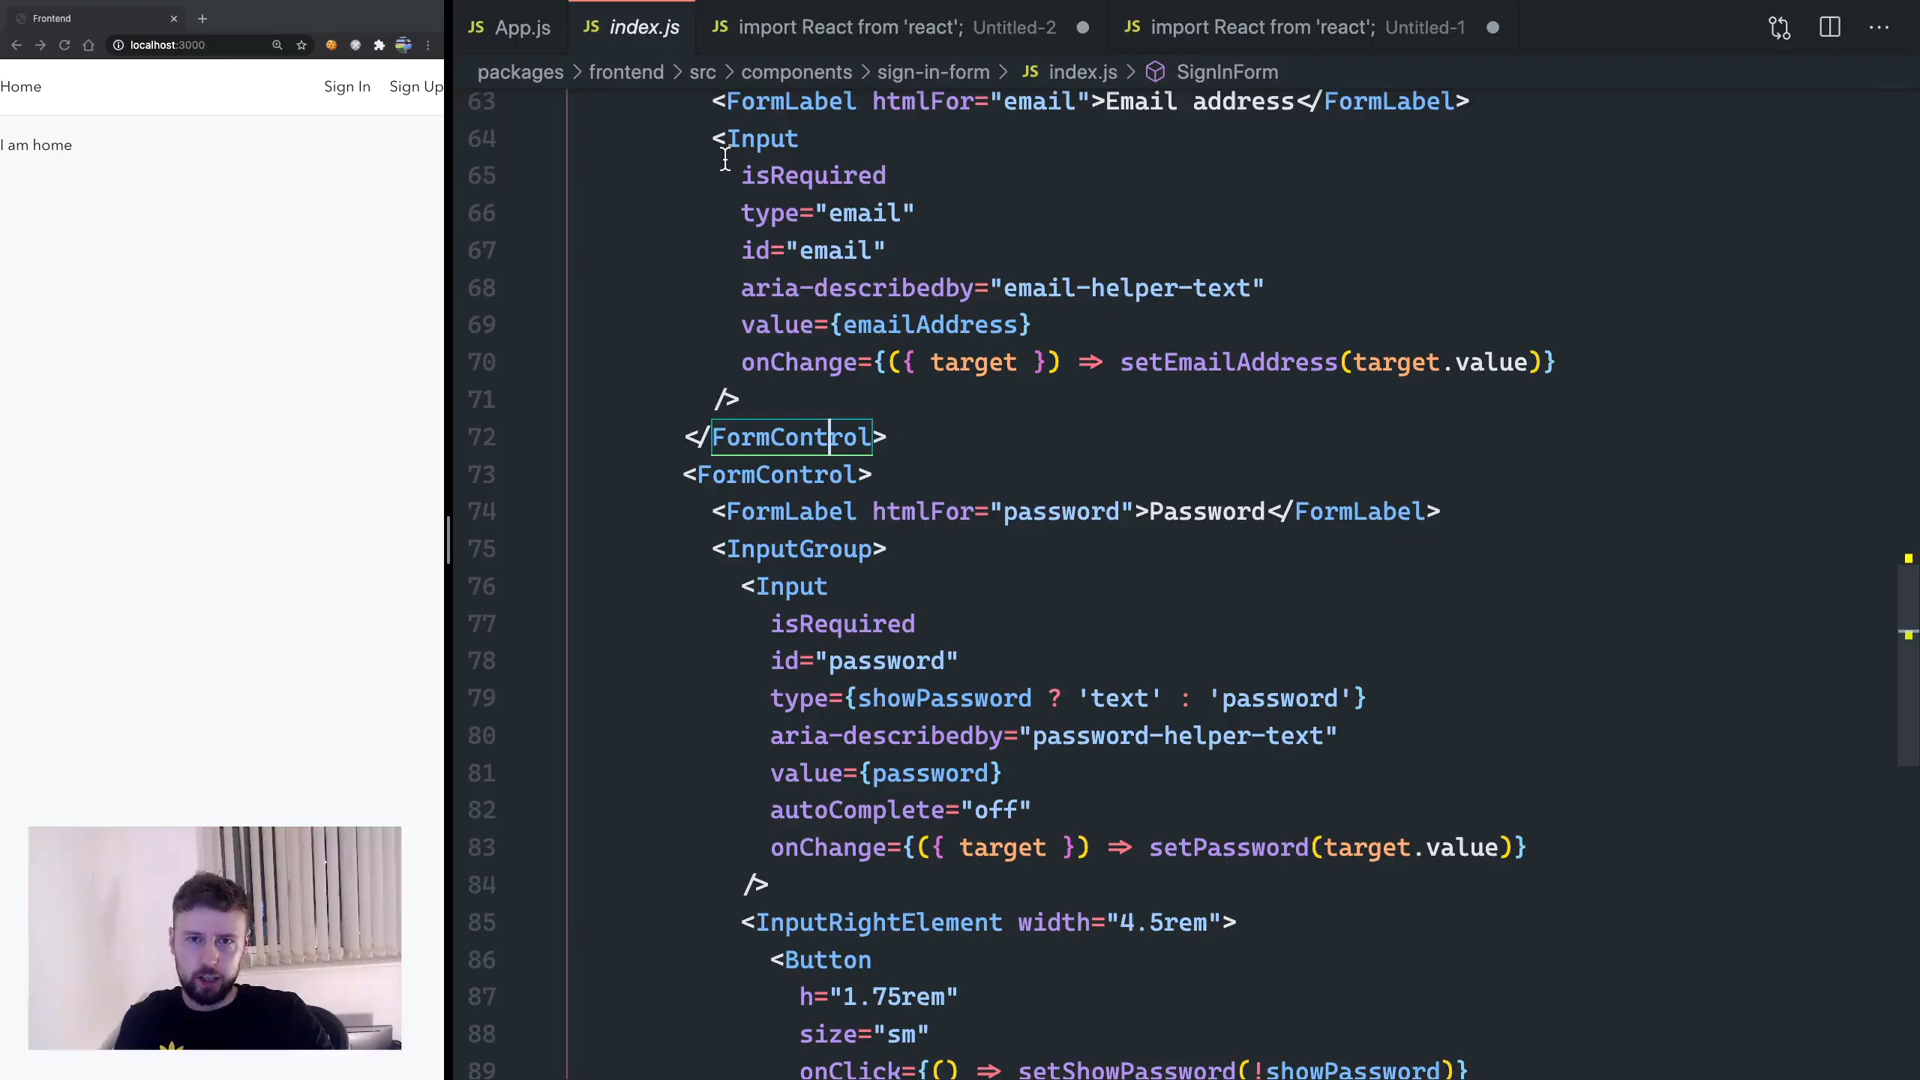 Frontend
localhost:3000
Home
Sign In
Sign Up
I am home
JS App.js
JS index.js
JS import React from 'react'; Untitled-2
JS import React from 'react'; Untitled-1
packages > frontend > src > components > sign-in-form > JS index.js > SignInForm
63 <FormLabel htmlFor="email">Email address</FormLabel>
64 <Input
65 isRequired
66 type="email"
67 id="email"
68 aria-describedby="email-helper-text"
69 value={emailAddress}
70 onChange={({ target }) => setEmailAddress(target.value)}
71 />
72 </FormControl>
73 <FormControl>
74 <FormLabel htmlFor="password">Password</FormLabel>
75 <InputGroup>
76 <Input
77 isRequired
78 id="password"
79 type={showPassword ? 'text' : 'password'}
80 aria-describedby="password-helper-text"
81 value={password}
82 autoComplete="off"
83 onChange={({ target }) => setPassword(target.value)}
84 />
85 <InputRightElement width="4.5rem">
86 <Button
87 h="1.75rem"
88 size="sm"
89 onClick={() => setShowPassword(!showPassword)}